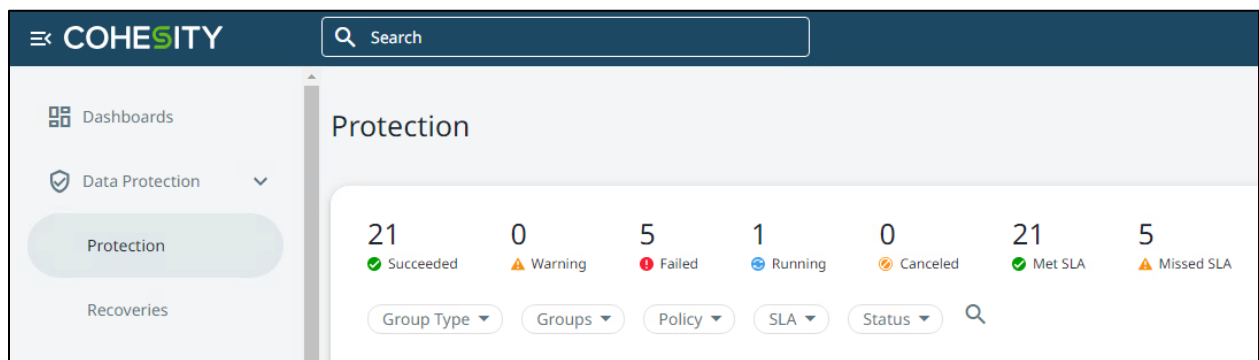 COHESITY
Search
Dashboards
Data Protection
Protection
Recoveries
Protection
21 0 5 1 0 21 5
Succeeded Warning Failed Running Canceled Met SLA Missed SLA
Group Type Groups Policy SLA Status